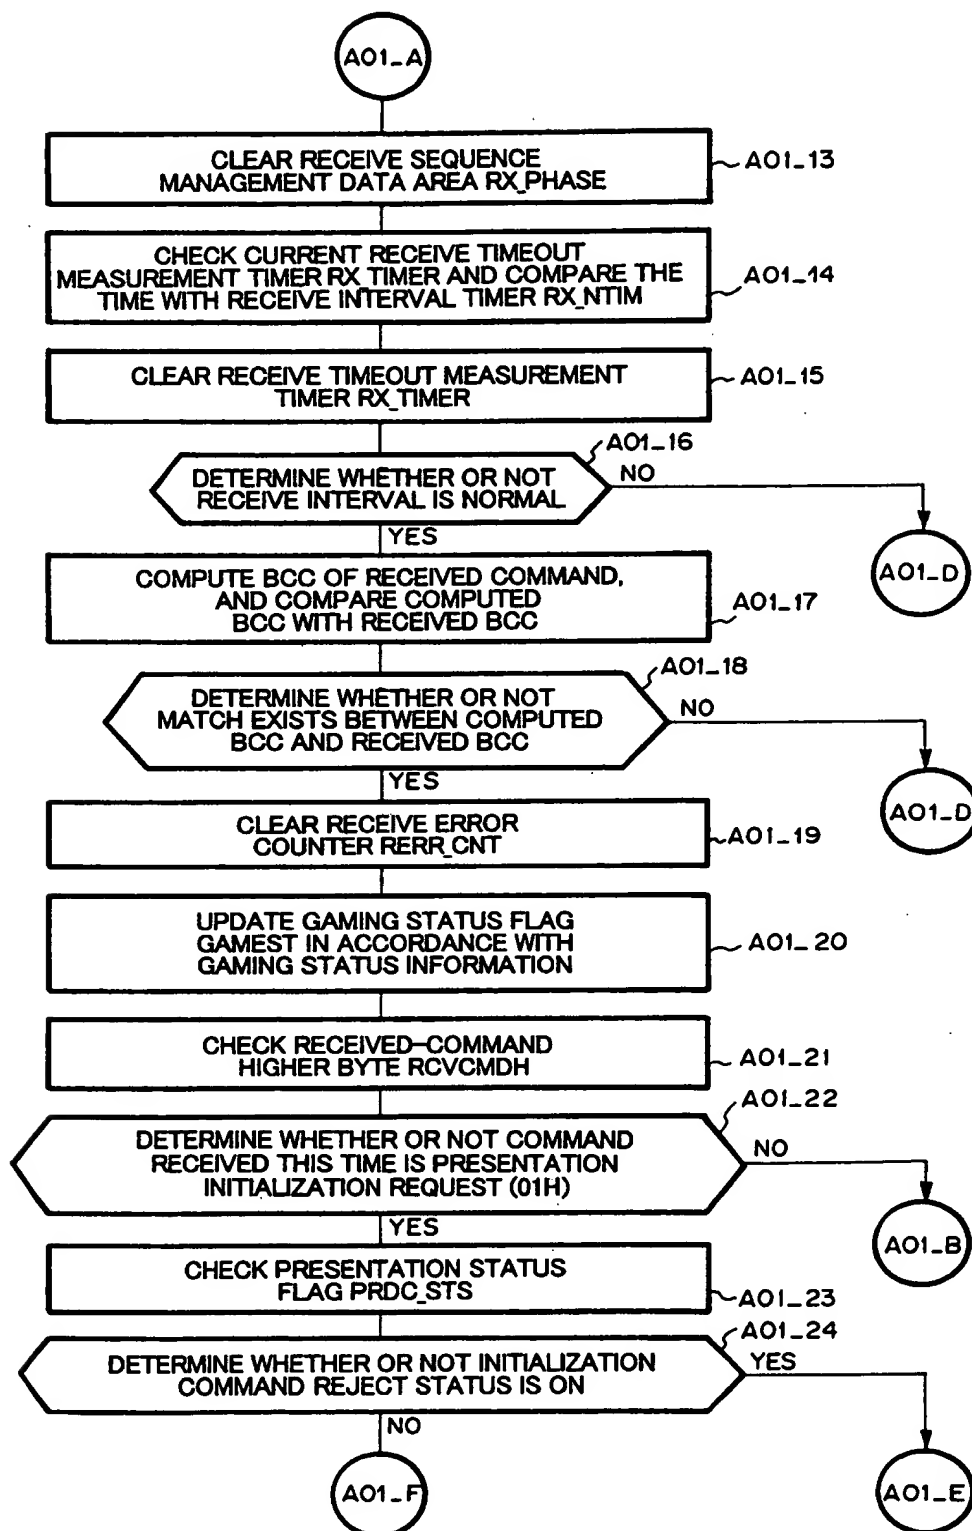 A01_A
CLEAR RECEIVE SEQUENCE
MANAGEMENT DATA AREA RX_PHASE
A01_13
CHECK CURRENT RECEIVE TIMEOUT
MEASUREMENT TIMER RX_TIMER AND COMPARE THE
TIME WITH RECEIVE INTERVAL TIMER RX_NTIM
A01_14
CLEAR RECEIVE TIMEOUT MEASUREMENT
TIMER RX_TIMER
A01_15
A01_16
DETERMINE WHETHER OR NOT
RECEIVE INTERVAL IS NORMAL
NO
YES
A01_D
COMPUTE BCC OF RECEIVED COMMAND,
AND COMPARE COMPUTED
BCC WITH RECEIVED BCC
A01_17
A01_18
DETERMINE WHETHER OR NOT
MATCH EXISTS BETWEEN COMPUTED
BCC AND RECEIVED BCC
NO
YES
A01_D
CLEAR RECEIVE ERROR
COUNTER RERR_CNT
A01_19
UPDATE GAMING STATUS FLAG
GAMEST IN ACCORDANCE WITH
GAMING STATUS INFORMATION
A01_20
CHECK RECEIVED-COMMAND
HIGHER BYTE RCVCMDH
A01_21
A01_22
DETERMINE WHETHER OR NOT COMMAND
RECEIVED THIS TIME IS PRESENTATION
INITIALIZATION REQUEST (01H)
NO
YES
A01_B
CHECK PRESENTATION STATUS
FLAG PRDC_STS
A01_23
A01_24
DETERMINE WHETHER OR NOT INITIALIZATION
COMMAND REJECT STATUS IS ON
YES
NO
A01_F
A01_E